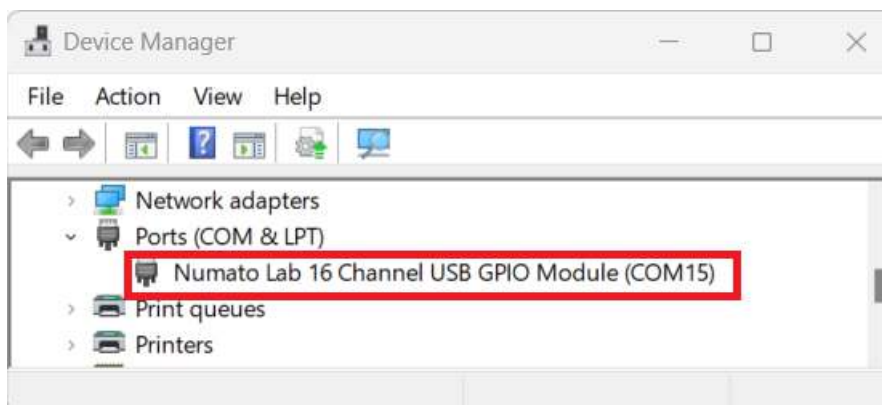 Device Manager
File Action View Help
Network adapters
Ports (COM & LPT)
Numato Lab 16 Channel USB GPIO Module (COM15)
Print queues
Printers